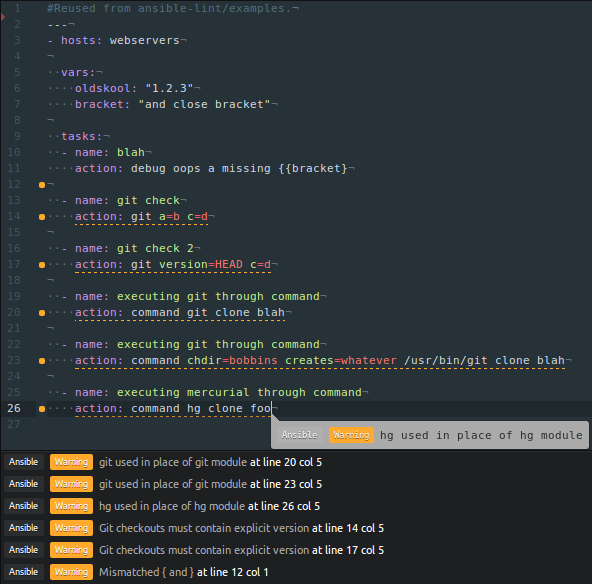 1 #Reused from ansible-lint/examples.¬
2 ---¬
3 - hosts: webservers¬
4 ¬
5 ··vars:¬
6 ····oldskool: "1.2.3"¬
7 ····bracket: "and close bracket"¬
8 ¬
9 ··tasks:¬
10 ··- name: blah¬
11 ····action: debug oops a missing {{bracket}¬
12 ¬
13 ··- name: git check¬
14 ····action: git a=b c=d¬
15 ¬
16 ··- name: git check 2¬
17 ····action: git version=HEAD c=d¬
18 ¬
19 ··- name: executing git through command¬
20 ····action: command git clone blah¬
21 ¬
22 ··- name: executing git through command¬
23 ····action: command chdir=bobbins creates=whatever /usr/bin/git clone blah¬
24 ¬
25 ··- name: executing mercurial through command¬
26 ····action: command hg clone foo¬
27
Ansible Warning hg used in place of hg module
Ansible Warning git used in place of git module at line 20 col 5
Ansible Warning git used in place of git module at line 23 col 5
Ansible Warning hg used in place of hg module at line 26 col 5
Ansible Warning Git checkouts must contain explicit version at line 14 col 5
Ansible Warning Git checkouts must contain explicit version at line 17 col 5
Ansible Warning Mismatched { and } at line 12 col 1